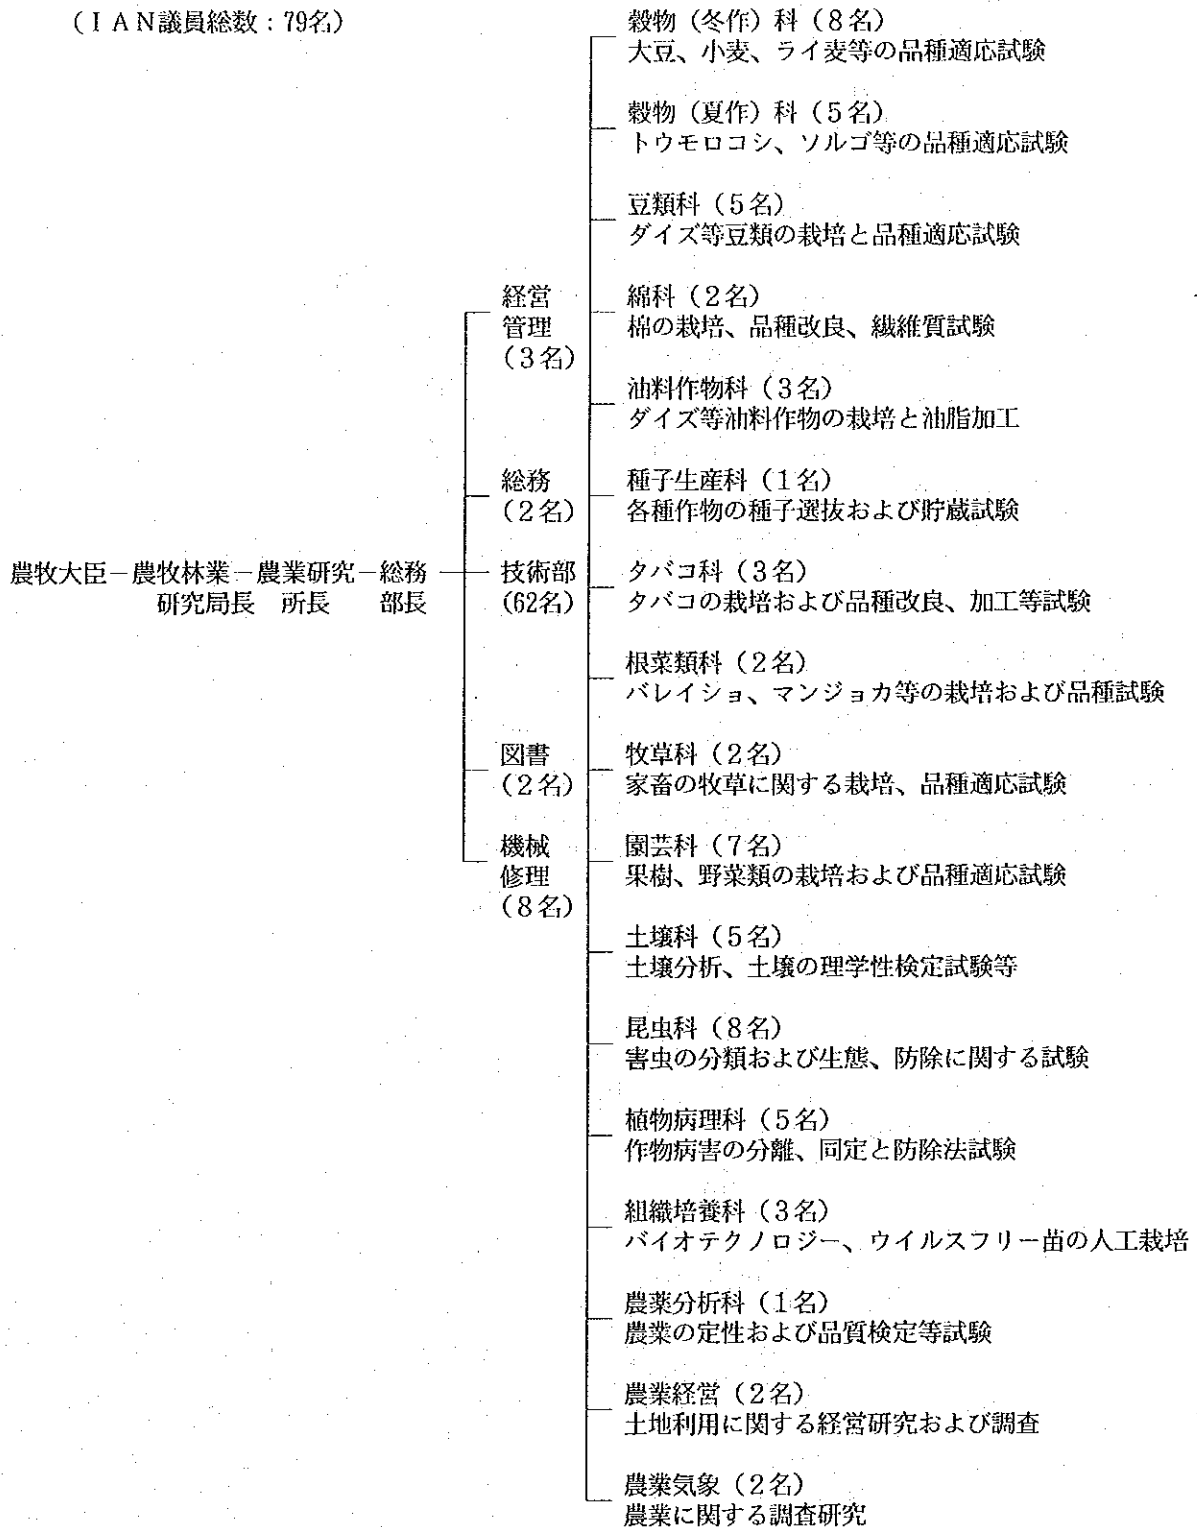 (IAN議員総数:79名)
農牧大臣-農牧林業-農業研究-総務
研究局長 所長 部長
経営
管理
(3名)
総務
(2名)
技術部
(62名)
図書
(2名)
機械
修理
(8名)
穀物(冬作)科(8名)
大豆、小麦、ライ麦等の品種適応試験
穀物(夏作)科(5名)
トウモロコシ、ソルゴ等の品種適応試験
豆類科(5名)
ダイズ等豆類の栽培と品種適応試験
綿科(2名)
棉の栽培、品種改良、繊維質試験
油料作物科(3名)
ダイズ等油料作物の栽培と油脂加工
種子生産科(1名)
各種作物の種子選抜および貯蔵試験
タバコ科(3名)
タバコの栽培および品種改良、加工等試験
根菜類科(2名)
バレイショ、マンジョカ等の栽培および品種試験
牧草科(2名)
家畜の牧草に関する栽培、品種適応試験
園芸科(7名)
果樹、野菜類の栽培および品種適応試験
土壌科(5名)
土壌分析、土壌の理学性検定試験等
昆虫科(8名)
害虫の分類および生態、防除に関する試験
植物病理科(5名)
作物病害の分離、同定と防除法試験
組織培養科(3名)
バイオテクノロジー、ウイルスフリー苗の人工栽培
農薬分析科(1名)
農業の定性および品質検定等試験
農業経営(2名)
土地利用に関する経営研究および調査
農業気象(2名)
農業に関する調査研究